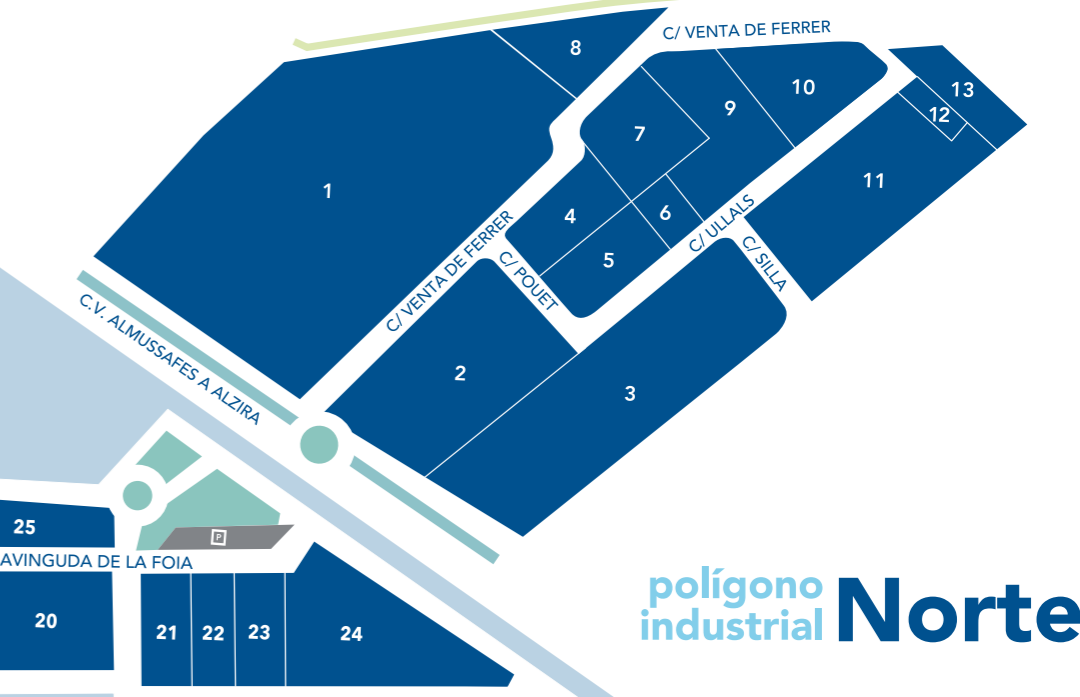 C/ VENTA DE FERRER
8
13
10
9
12
7
1
11
6
4
C/ ULLALS
5
C/ SILLA
C/ VENTA DE FERRER
C/ POUET
C.V. ALMUSSAFES A ALZIRA
2
3
25
P
AVINGUDA DE LA FOIA
20
21
22
23
24
polígono
industrial
Norte